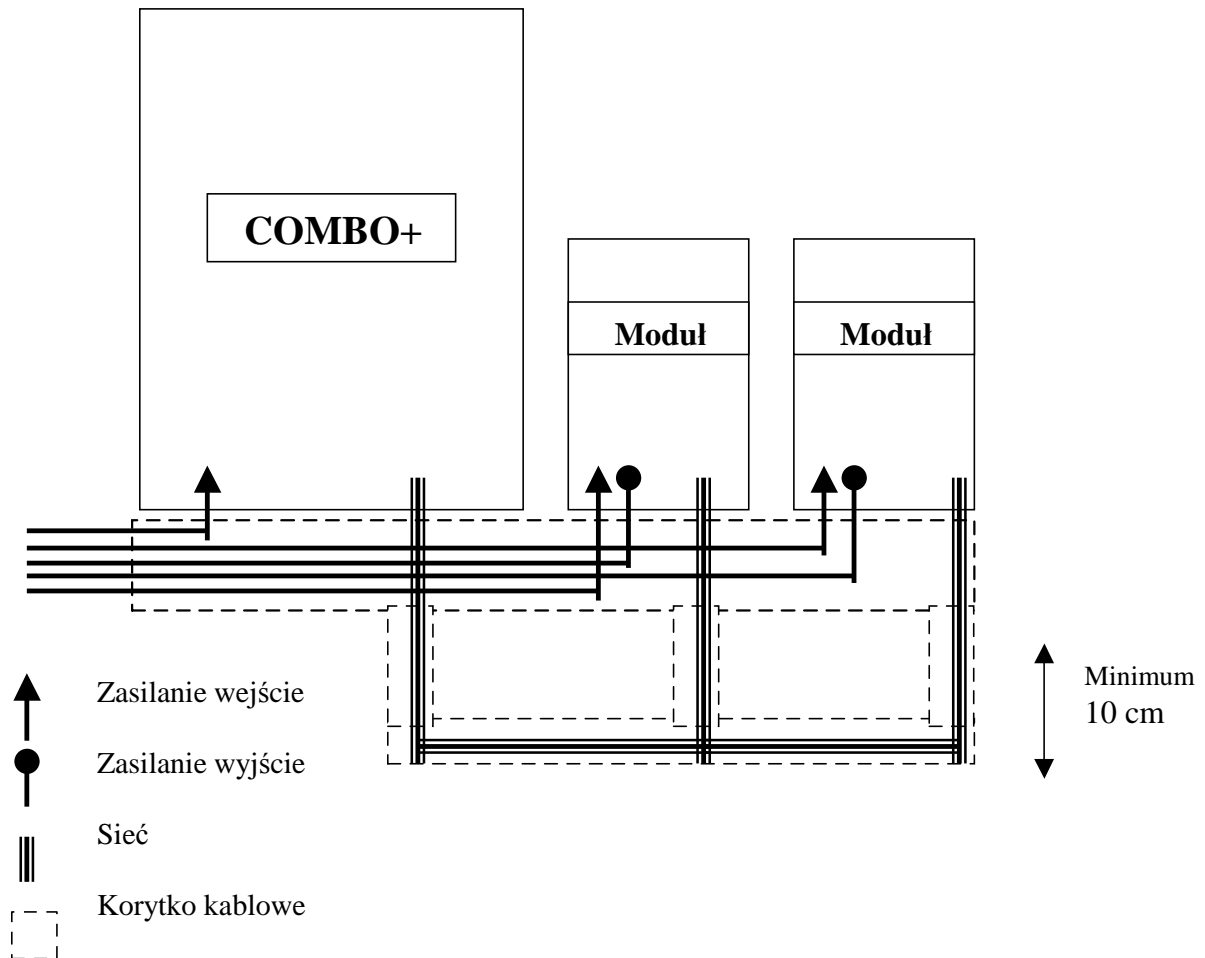 COMBO+
Moduł
Moduł
Zasilanie wejście
Minimum
10 cm
Zasilanie wyjście
Sieć
Korytko kablowe